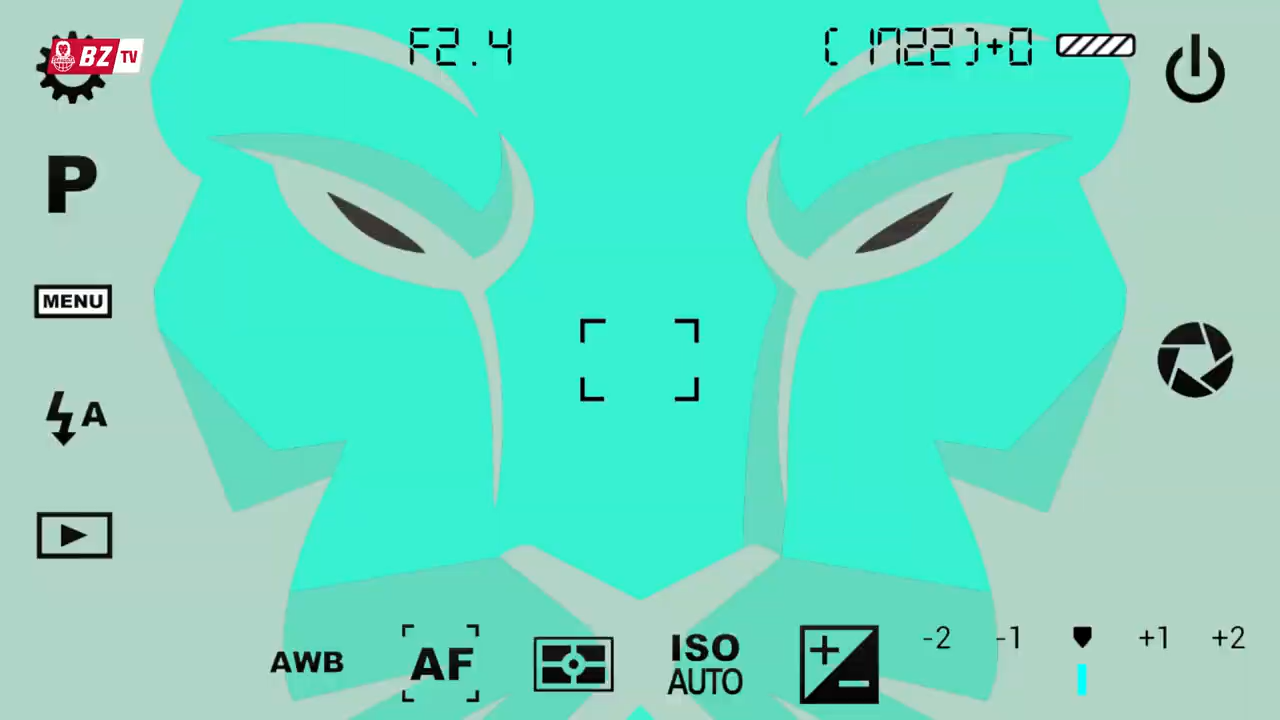 BZ TV
F2.4
( 1722 )+0
P
MENU
A
AWB
AF
ISO
AUTO
-2 -1 +1 +2